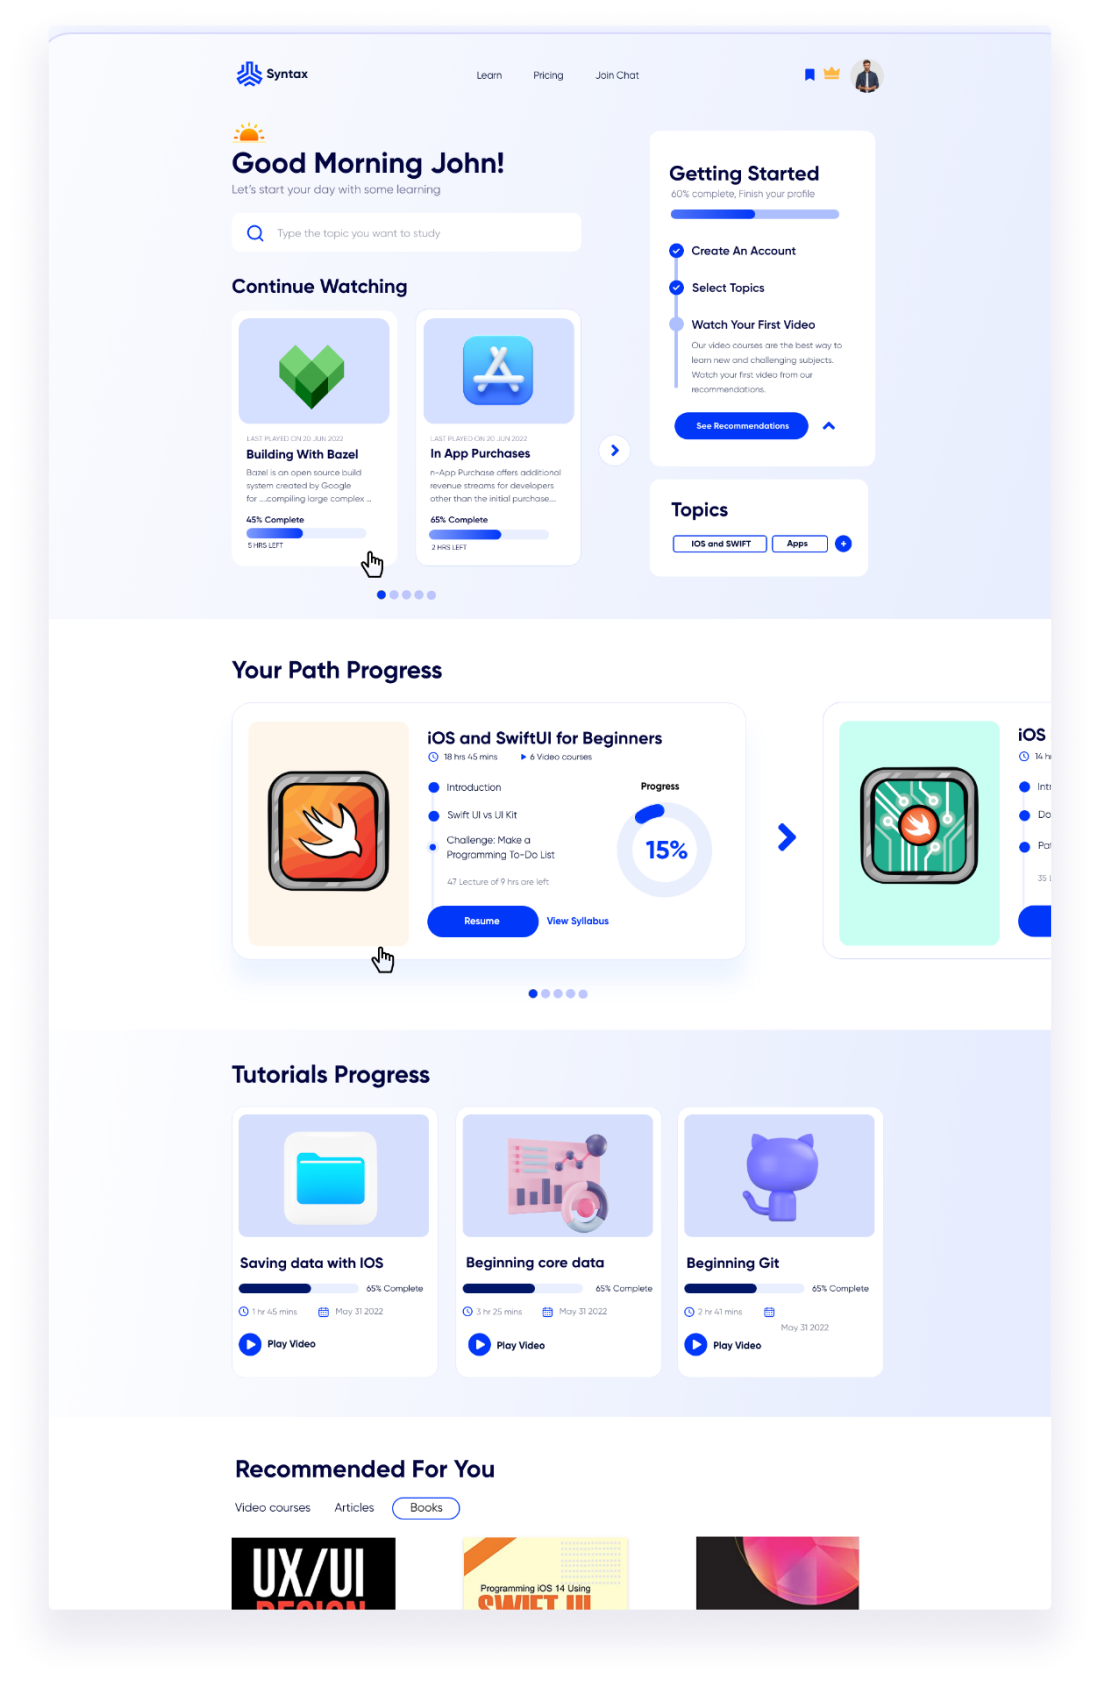 Syntax
Learn
Pricing
Join Chat
Good Morning John!
Let's start your day with some learning
Type the topic you want to study
Continue Watching
LAST PLAYED ON 20 JUN 2022
Building With Bazel
Bazel is an open source build
system created by Google
for ....compiling large complex ...
45% Complete
5 HRS LEFT
LAST PLAYED ON 20 JUN 2022
In App Purchases
n-App Purchase offers additional
revenue streams for developers
other than the initial purchase....
65% Complete
2 HRS LEFT
Getting Started
60% complete, Finish your profile
Create An Account
Select Topics
Watch Your First Video
Our video courses are the best way to
learn new and challenging subjects.
Watch your first video from our
recommendations.
See Recommendations
Topics
IOS and SWIFT
Apps
Your Path Progress
iOS and SwiftUI for Beginners
18 hrs 45 mins
6 Video courses
Introduction
Swift UI vs UI Kit
Challenge: Make a
Programming To-Do List
47 Lecture of 9 hrs are left
Progress
15%
Resume
View Syllabus
iOS
14 h
Intr
Do
Pat
35 L
Tutorials Progress
Saving data with IOS
65% Complete
1 hr 45 mins
May 31 2022
Play Video
Beginning core data
65% Complete
3 hr 25 mins
May 31 2022
Play Video
Beginning Git
65% Complete
2 hr 41 mins
May 31 2022
Play Video
Recommended For You
Video courses
Articles
Books
UX/UI
DESIGN
Programming iOS 14 Using
SWIFT UI